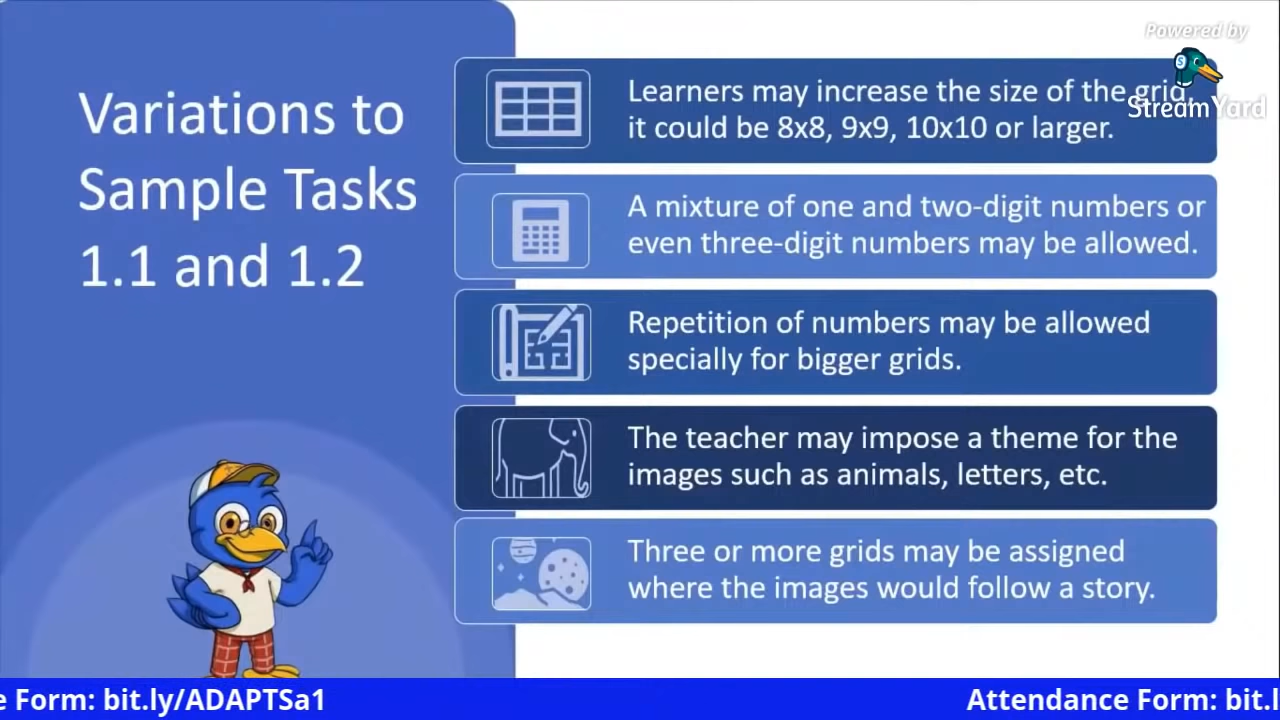 Powered by
StreamYard
Variations to
Sample Tasks
1.1 and 1.2
Learners may increase the size of the grid,
it could be 8x8, 9x9, 10x10 or larger.
A mixture of one and two-digit numbers or
even three-digit numbers may be allowed.
Repetition of numbers may be allowed
specially for bigger grids.
The teacher may impose a theme for the
images such as animals, letters, etc.
Three or more grids may be assigned
where the images would follow a story.
e Form: bit.ly/ADAPTSa1
Attendance Form: bit.l